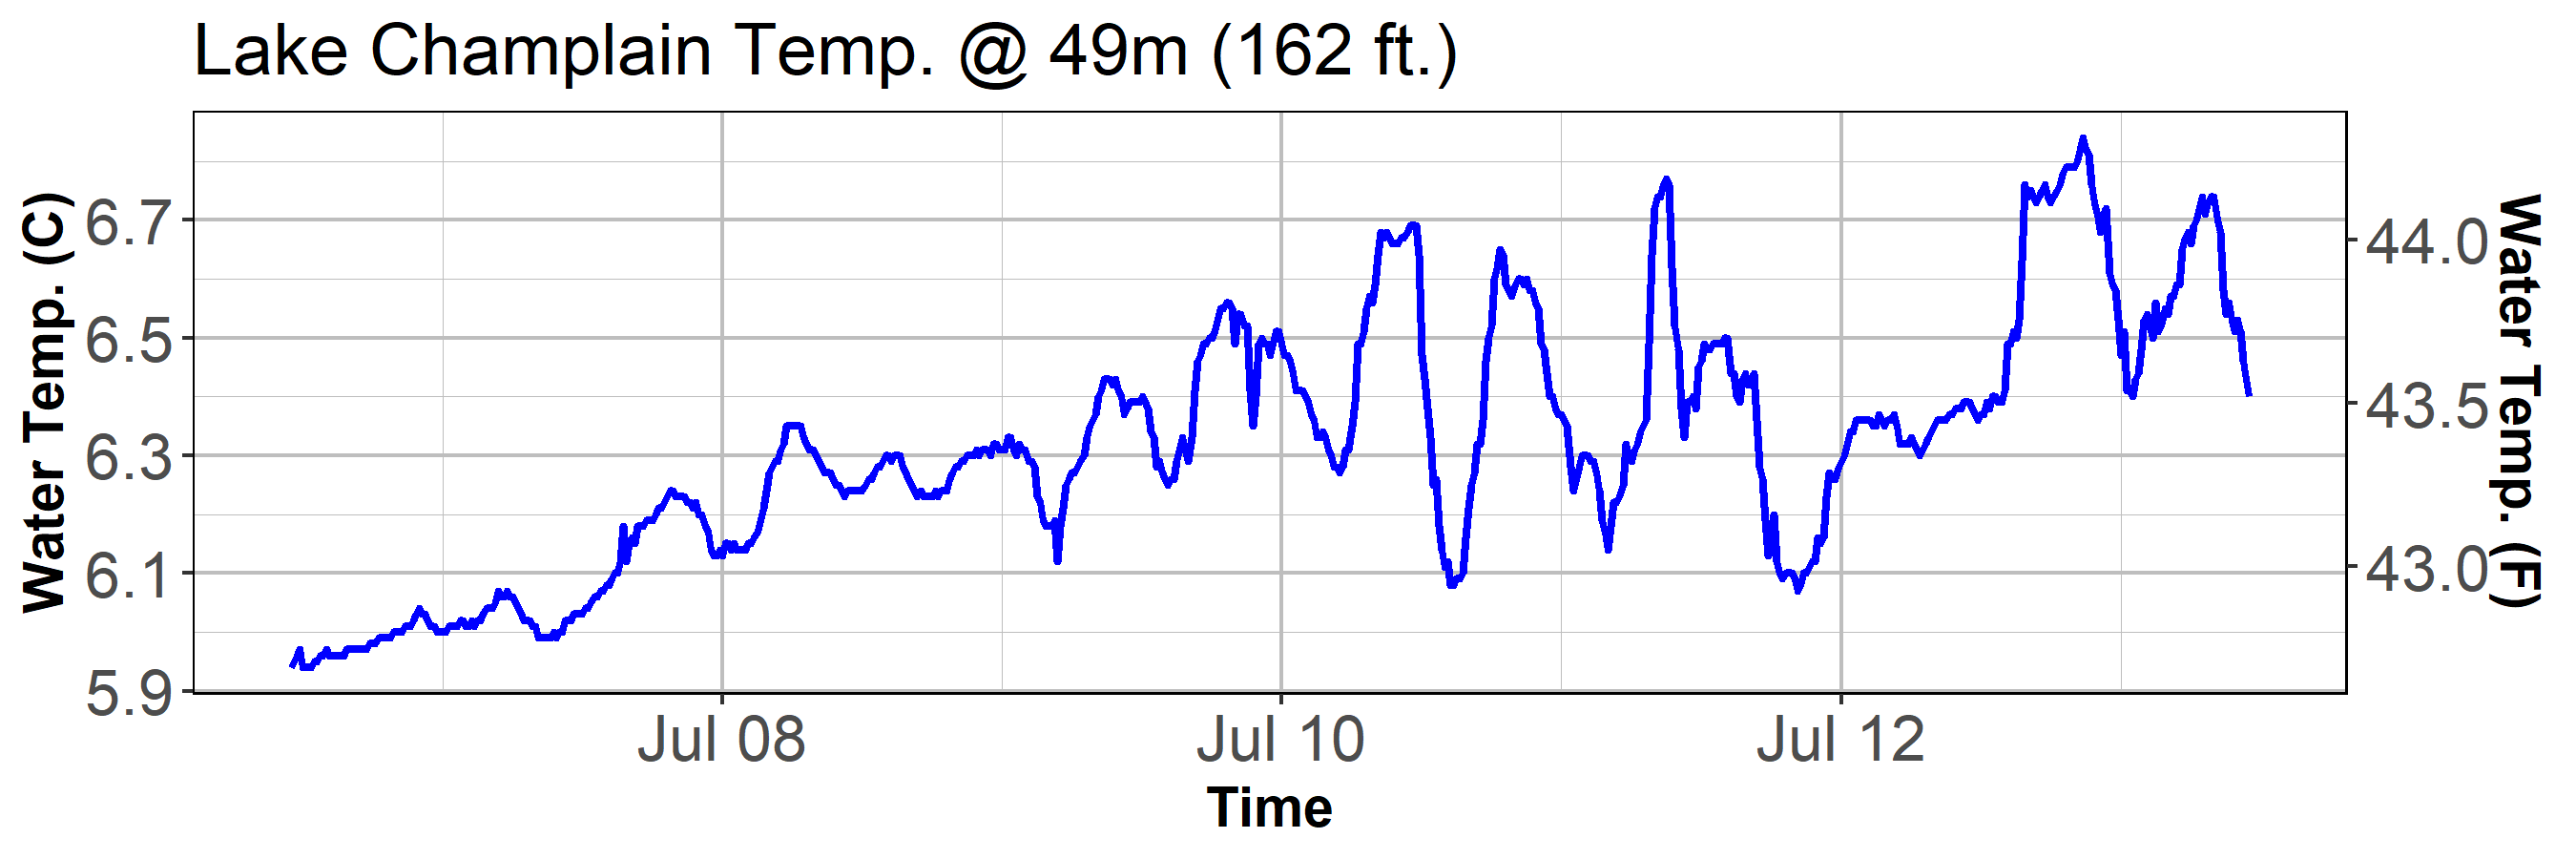 Lake Champlain Temp. @ 49m (162 ft.)
Water Temp. (C)
6.7
6.5
6.3
6.1
5.9
44.0
43.5
43.0
Water Temp. (F)
Jul 08
Jul 10
Jul 12
Time